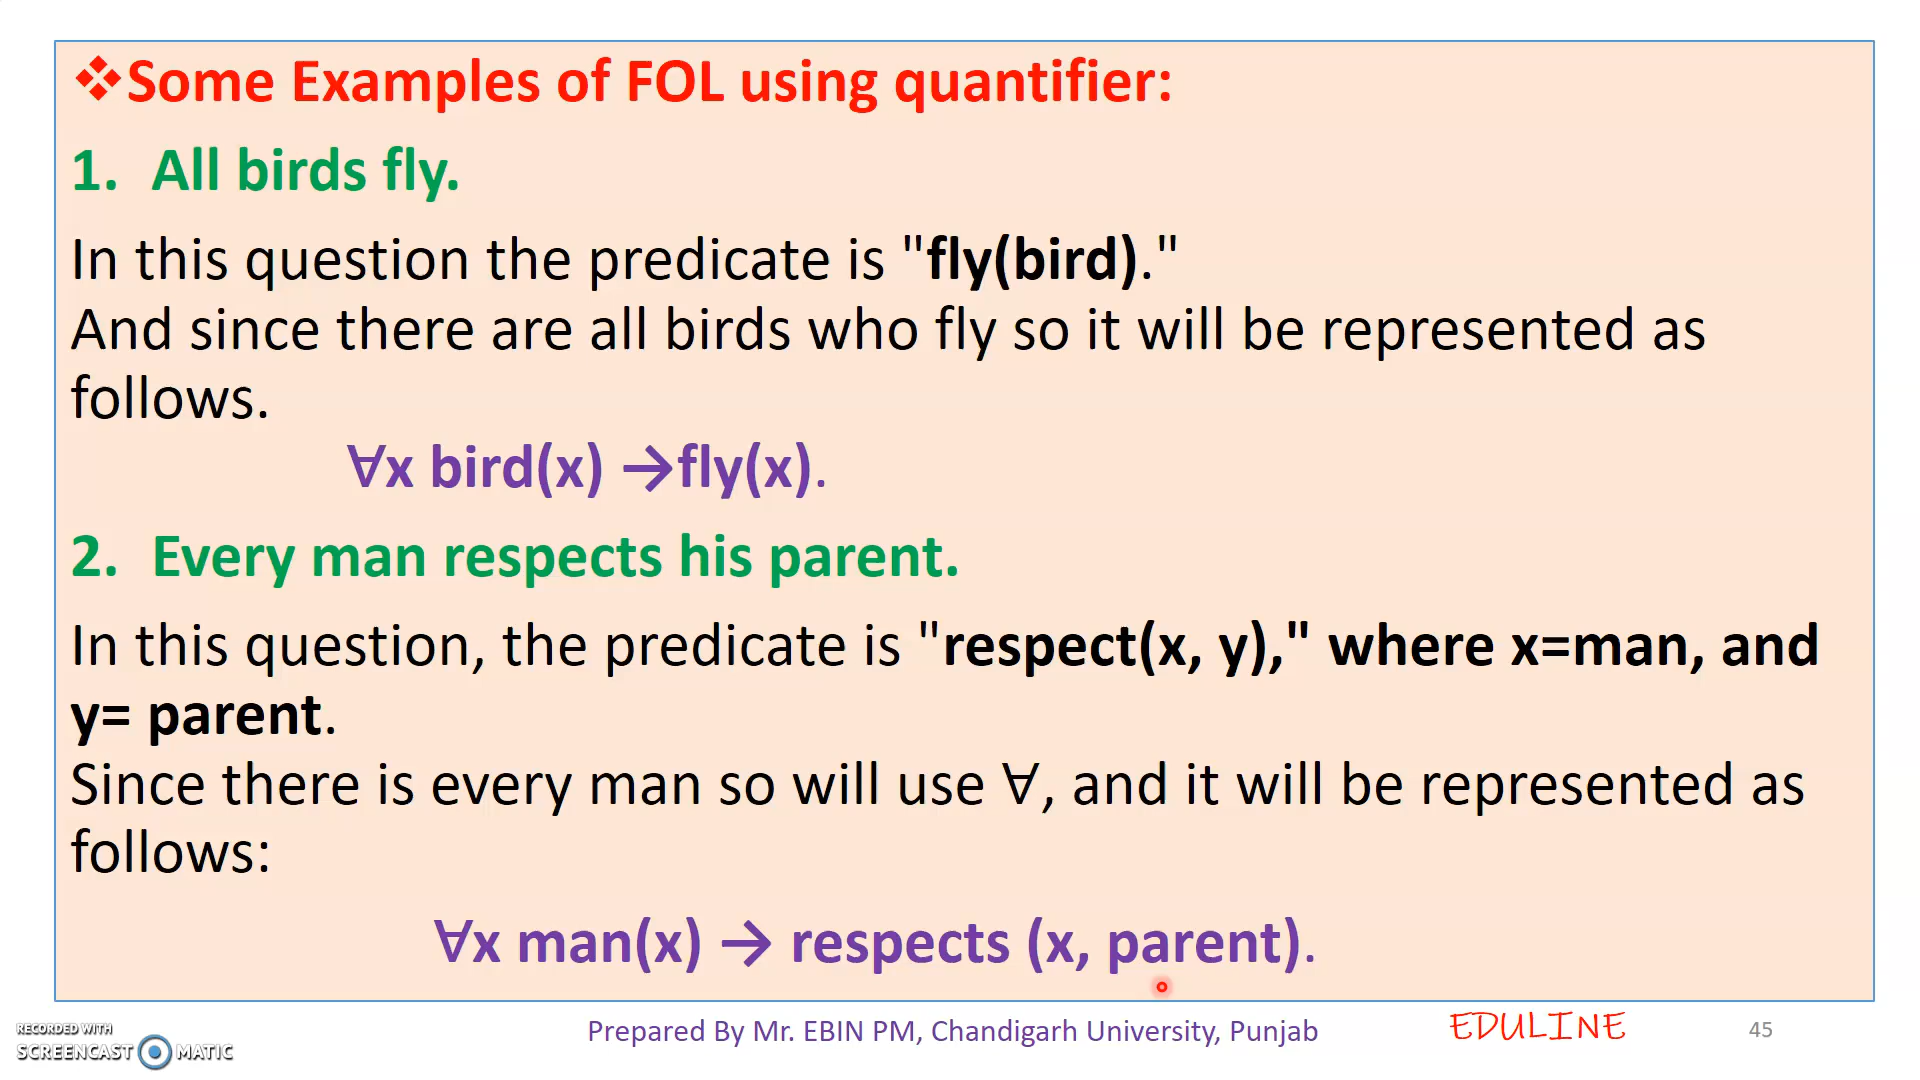 ❖Some Examples of FOL using quantifier:
1. All birds fly.
In this question the predicate is "fly(bird)."
And since there are all birds who fly so it will be represented as
follows.
∀x bird(x) →fly(x).
2. Every man respects his parent.
In this question, the predicate is "respect(x, y)," where x=man, and
y= parent.
Since there is every man so will use ∀, and it will be represented as
follows:
∀x man(x) → respects (x, parent).
RECORDED WITH
SCREENCAST MATIC
Prepared By Mr. EBIN PM, Chandigarh University, Punjab
EDULINE
45